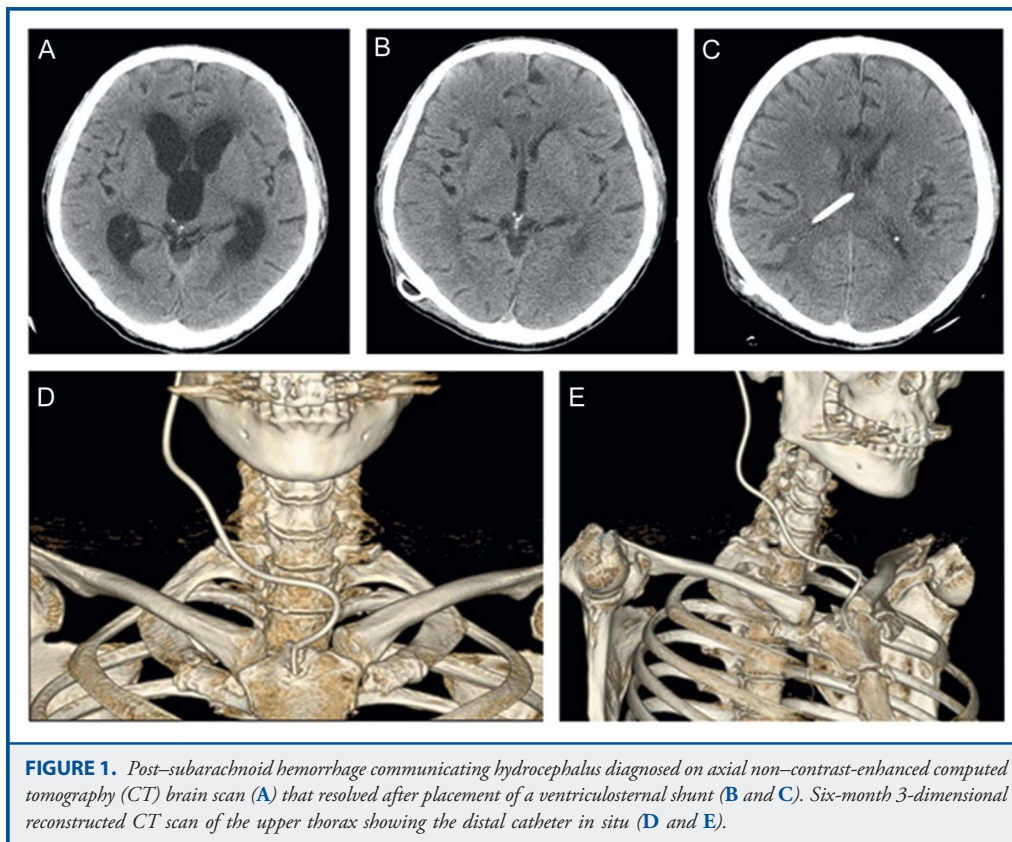 A
B
C
D
E
FIGURE 1. Post–subarachnoid hemorrhage communicating hydrocephalus diagnosed on axial non–contrast-enhanced computed
tomography (CT) brain scan (A) that resolved after placement of a ventriculosternal shunt (B and C). Six-month 3-dimensional
reconstructed CT scan of the upper thorax showing the distal catheter in situ (D and E).